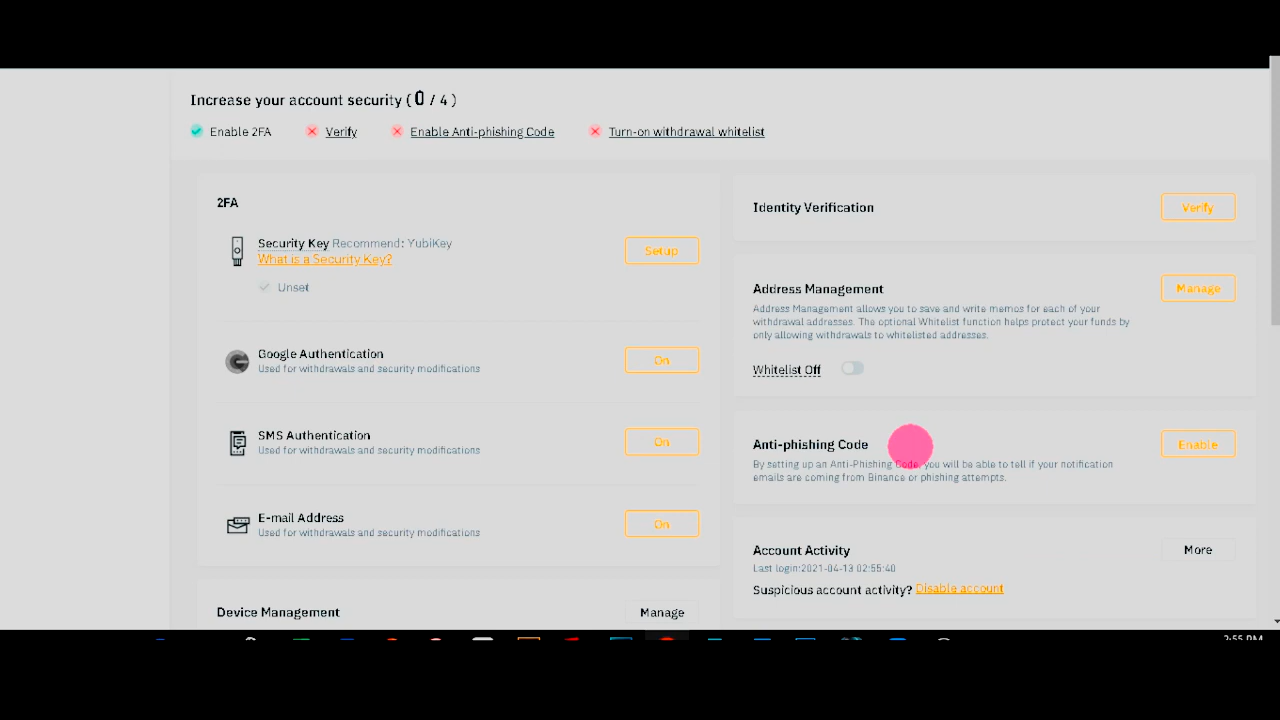 Increase your account security ( 0 / 4 )
Enable 2FA Verify Enable Anti-phishing Code Turn-on withdrawal whitelist
2FA
Security Key Recommend: YubiKey
What is a Security Key?
Setup
Unset
Google Authentication
Used for withdrawals and security modifications
On
SMS Authentication
Used for withdrawals and security modifications
On
E-mail Address
Used for withdrawals and security modifications
On
Device Management
Manage
Identity Verification
Verify
Address Management
Manage
Address Management allows you to save and write memos for each of your
withdrawal addresses. The optional Whitelist function helps protect your funds by
only allowing withdrawals to whitelisted addresses.
Whitelist Off
Anti-phishing Code
Enable
By setting up an Anti-Phishing Code, you will be able to tell if your notification
emails are coming from Binance or phishing attempts.
Account Activity
More
Last login:2021-04-13 02:55:40
Suspicious account activity? Disable account
2:55 PM